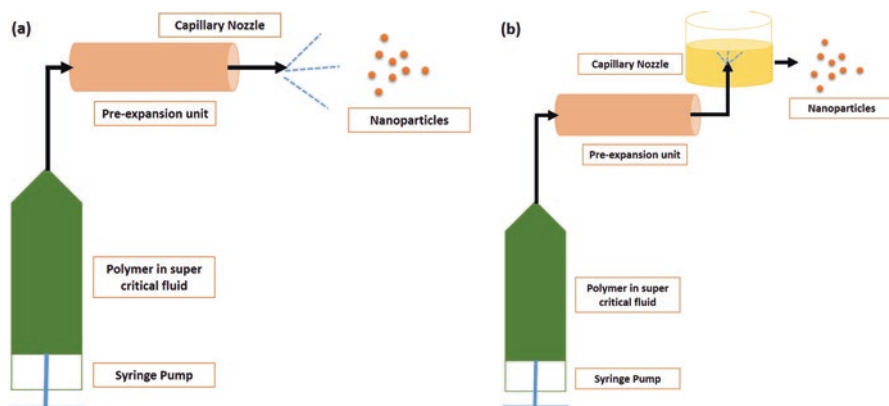 (a)
Capillary Nozzle
Pre-expansion unit
Nanoparticles
Polymer in super
critical fluid
Syringe Pump
(b)
Capillary Nozzle
Nanoparticles
Pre-expansion unit
Polymer in super
critical fluid
Syringe Pump